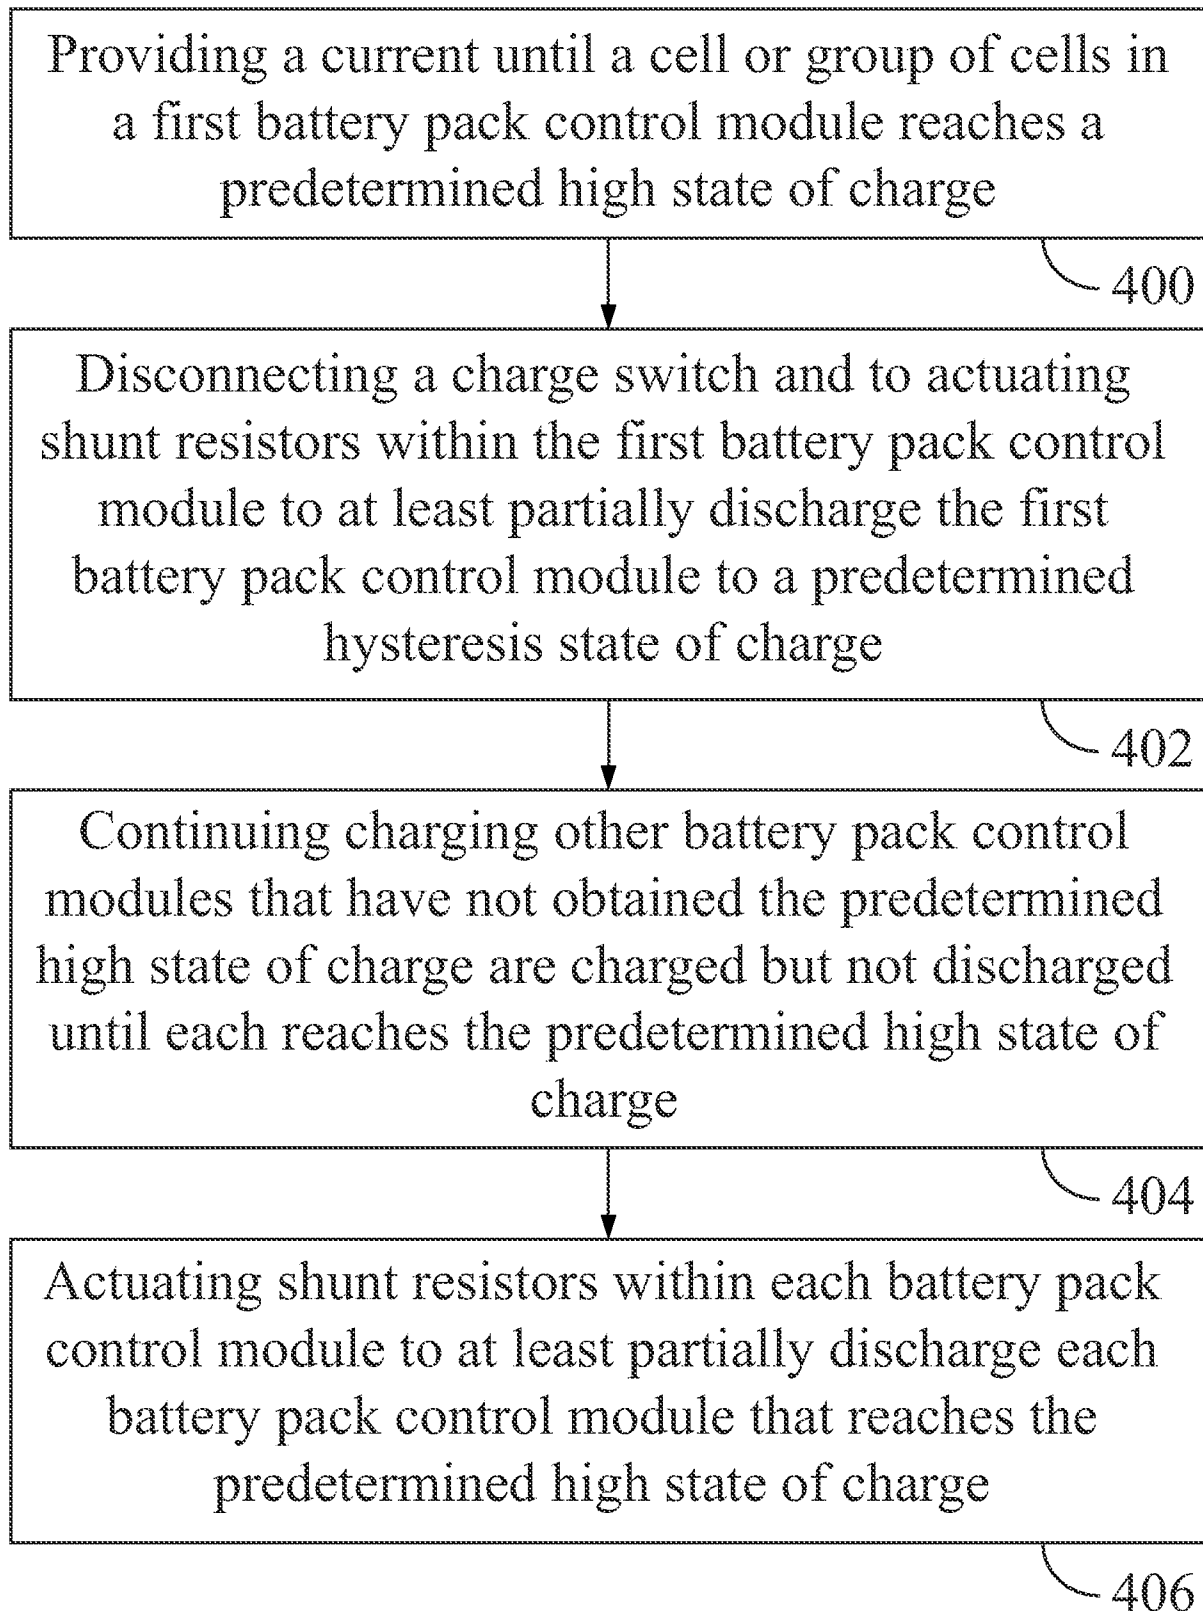 Providing a current until a cell or group of cells in
a first battery pack control module reaches a
predetermined high state of charge
400
Disconnecting a charge switch and to actuating
shunt resistors within the first battery pack control
module to at least partially discharge the first
battery pack control module to a predetermined
hysteresis state of charge
402
Continuing charging other battery pack control
modules that have not obtained the predetermined
high state of charge are charged but not discharged
until each reaches the predetermined high state of
charge
404
Actuating shunt resistors within each battery pack
control module to at least partially discharge each
battery pack control module that reaches the
predetermined high state of charge
406